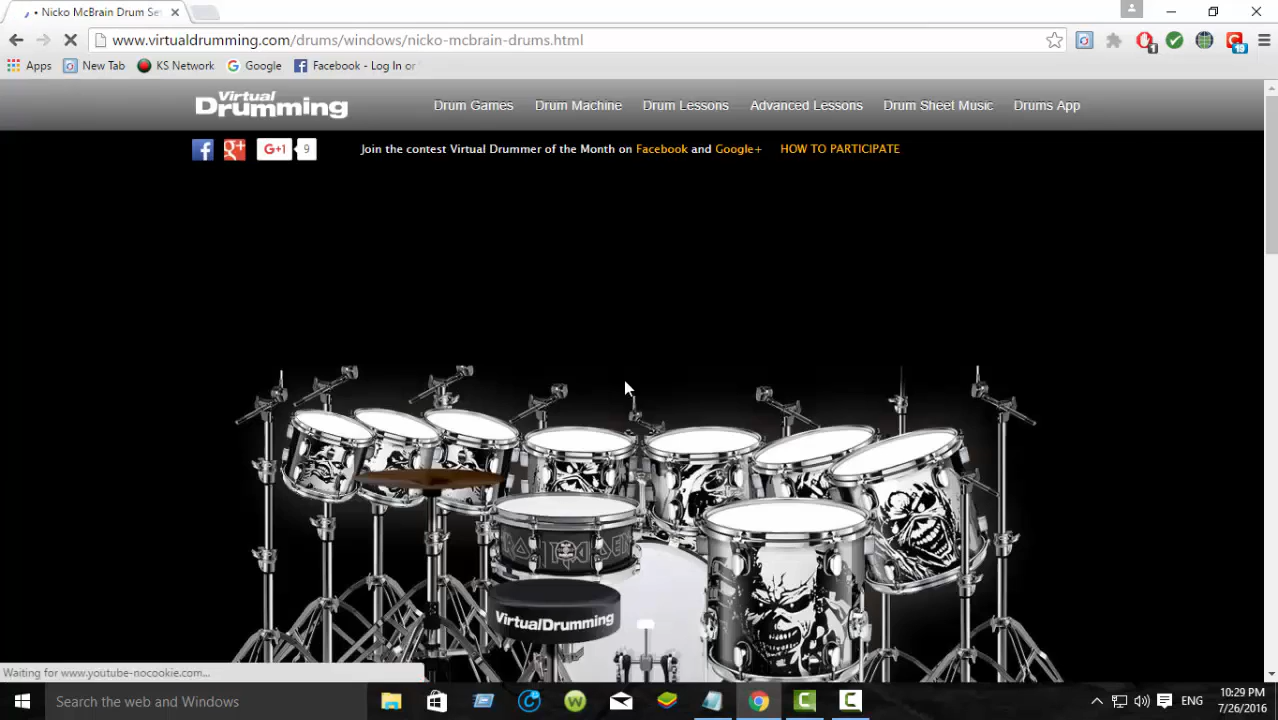 Nicko McBrain Drum Se
www.virtualdrumming.com/drums/windows/nicko-mcbrain-drums.html
Apps New Tab KS Network Google Facebook - Log In or
Virtual Drumming
Drum Games Drum Machine Drum Lessons Advanced Lessons Drum Sheet Music Drums App
G+1 9 Join the contest Virtual Drummer of the Month on Facebook and Google+ HOW TO PARTICIPATE
IRON MAIDEN
VirtualDrumming
Waiting for www.youtube-nocookie.com...
Search the web and Windows
ENG
10:29 PM
7/26/2016